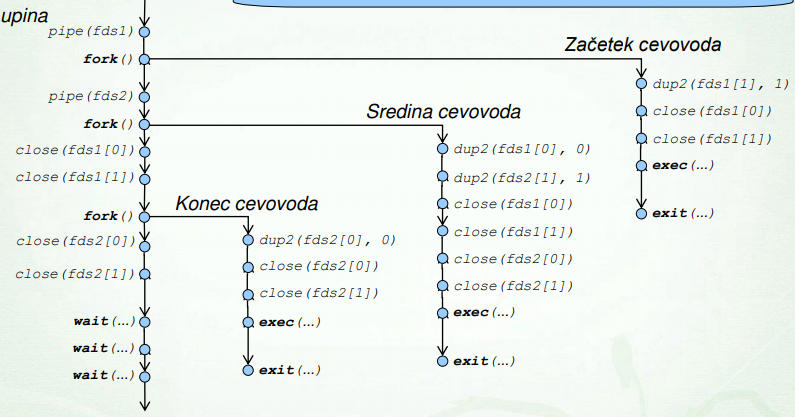 upina
pipe(fds1)
fork()
pipe(fds2)
fork()
close(fds1[0])
close(fds1[1])
fork()
close(fds2[0])
close(fds2[1])
wait(...)
wait(...)
wait(...)
Konec cevovoda
dup2(fds2[0], 0)
close(fds2[0])
close(fds2[1])
exec(...)
exit(...)
Sredina cevovoda
dup2(fds1[0], 0)
dup2(fds2[1], 1)
close(fds1[0])
close(fds1[1])
close(fds2[0])
close(fds2[1])
exec(...)
exit(...)
Začetek cevovoda
dup2(fds1[1], 1)
close(fds1[0])
close(fds1[1])
exec(...)
exit(...)